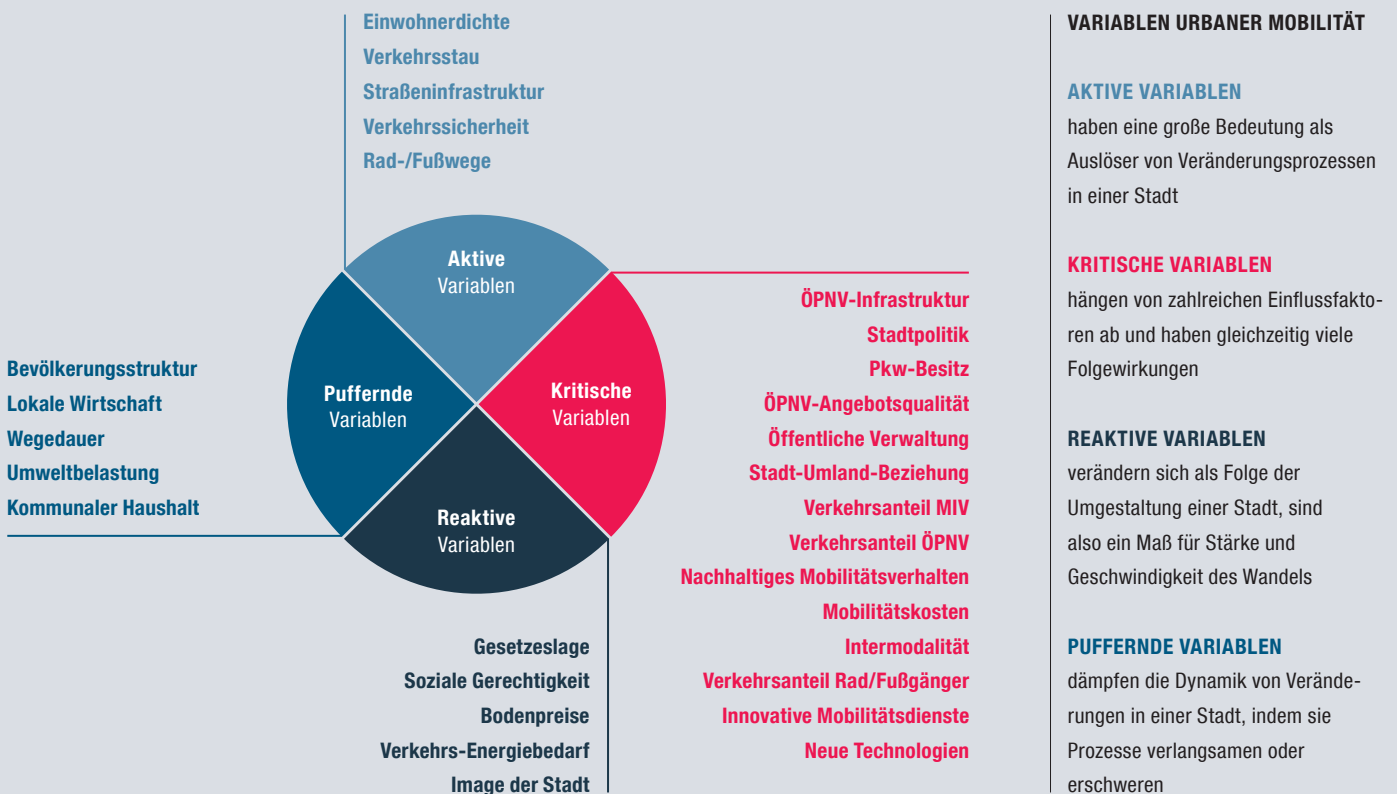 Einwohnerdichte
Verkehrsstau
Straßeninfrastruktur
Verkehrssicherheit
Rad-/Fußwege
Aktive
Variablen
Puffernde
Variablen
Kritische
Variablen
Reaktive
Variablen
Bevölkerungsstruktur
Lokale Wirtschaft
Wegedauer
Umweltbelastung
Kommunaler Haushalt
ÖPNV-Infrastruktur
Stadtpolitik
Pkw-Besitz
ÖPNV-Angebotsqualität
Öffentliche Verwaltung
Stadt-Umland-Beziehung
Verkehrsanteil MIV
Verkehrsanteil ÖPNV
Nachhaltiges Mobilitätsverhalten
Mobilitätskosten
Intermodalität
Verkehrsanteil Rad/Fußgänger
Innovative Mobilitätsdienste
Neue Technologien
Gesetzeslage
Soziale Gerechtigkeit
Bodenpreise
Verkehrs-Energiebedarf
Image der Stadt
VARIABLEN URBANER MOBILITÄT
AKTIVE VARIABLEN
haben eine große Bedeutung als
Auslöser von Veränderungsprozessen
in einer Stadt
KRITISCHE VARIABLEN
hängen von zahlreichen Einflussfakto-
ren ab und haben gleichzeitig viele
Folgewirkungen
REAKTIVE VARIABLEN
verändern sich als Folge der
Umgestaltung einer Stadt, sind
also ein Maß für Stärke und
Geschwindigkeit des Wandels
PUFFERNDE VARIABLEN
dämpfen die Dynamik von Verände-
rungen in einer Stadt, indem sie
Prozesse verlangsamen oder
erschweren